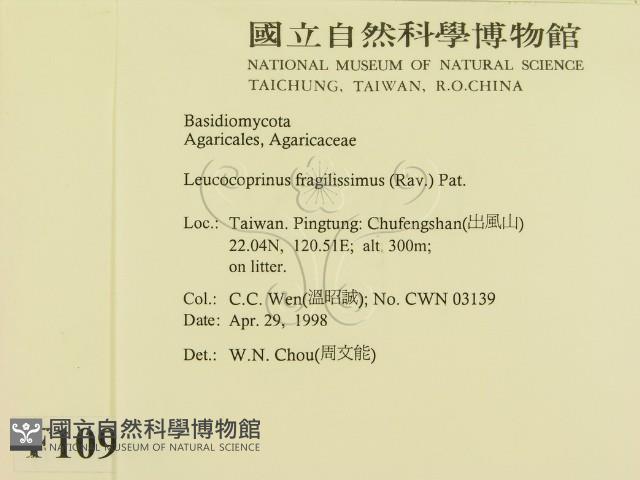 國立自然科學博物館
NATIONAL MUSEUM OF NATURAL SCIENCE
TAICHUNG, TAIWAN, R.O.CHINA
Basidiomycota
Agaricales, Agaricaceae
Leucocoprinus fragilissimus (Rav.) Pat.
Loc.: Taiwan. Pingtung: Chufengshan(出風山)
22.04N, 120.51E; alt. 300m;
on litter.
Col.: C.C. Wen(溫昭誠); No. CWN 03139
Date: Apr. 29, 1998
Det.: W.N. Chou(周文能)
國立自然科學博物館
NATIONAL MUSEUM OF NATURAL SCIENCE
109